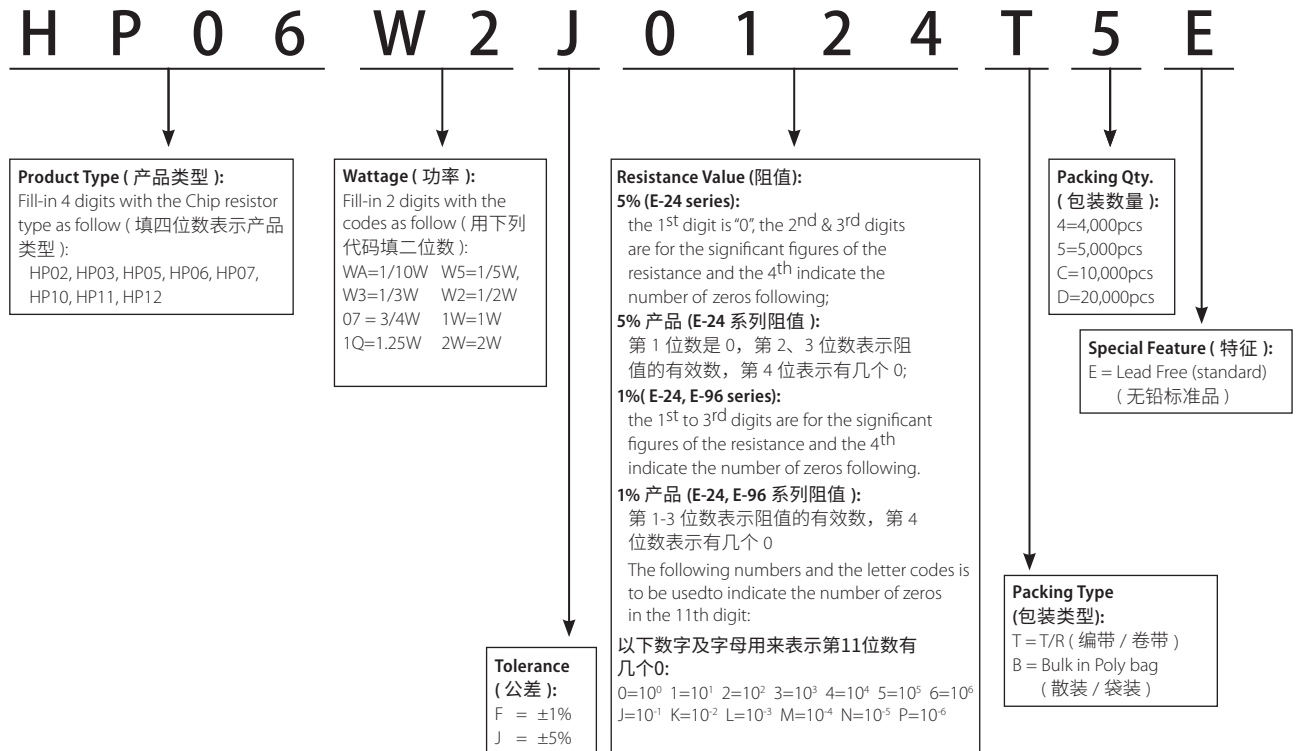 H P 0 6 W 2 J 0 1 2 4 T 5 E
Product Type ( 产品类型 ):
Fill-in 4 digits with the Chip resistor
type as follow ( 填四位数表示产品
类型 ):
HP02, HP03, HP05, HP06, HP07,
HP10, HP11, HP12
Wattage ( 功率 ):
Fill-in 2 digits with the
codes as follow ( 用下列
代码填二位数 ):
WA=1/10W W5=1/5W,
W3=1/3W W2=1/2W
07 = 3/4W 1W=1W
1Q=1.25W 2W=2W
Tolerance
( 公差 ):
F = ±1%
J = ±5%
Resistance Value (阻值):
5% (E-24 series):
the 1st digit is “0”, the 2nd & 3rd digits
are for the significant figures of the
resistance and the 4th indicate the
number of zeros following;
5% 产品 (E-24 系列阻值 ):
第 1 位数是 0，第 2、3 位数表示阻
值的有效数，第 4 位表示有几个 0;
1%( E-24, E-96 series):
the 1st to 3rd digits are for the significant
figures of the resistance and the 4th
indicate the number of zeros following.
1% 产品 (E-24, E-96 系列阻值 ):
第 1-3 位数表示阻值的有效数，第 4
位数表示有几个 0
The following numbers and the letter codes is
to be usedto indicate the number of zeros
in the 11th digit:
以下数字及字母用来表示第11位数有
几个0:
0=10⁰ 1=10¹ 2=10² 3=10³ 4=10⁴ 5=10⁵ 6=10⁶
J=10⁻¹ K=10⁻² L=10⁻³ M=10⁻⁴ N=10⁻⁵ P=10⁻⁶
Packing Type
(包装类型):
T = T/R ( 编带 / 卷带 )
B = Bulk in Poly bag
( 散装 / 袋装 )
Packing Qty.
( 包装数量 ):
4=4,000pcs
5=5,000pcs
C=10,000pcs
D=20,000pcs
Special Feature ( 特征 ):
E = Lead Free (standard)
( 无铅标准品 )